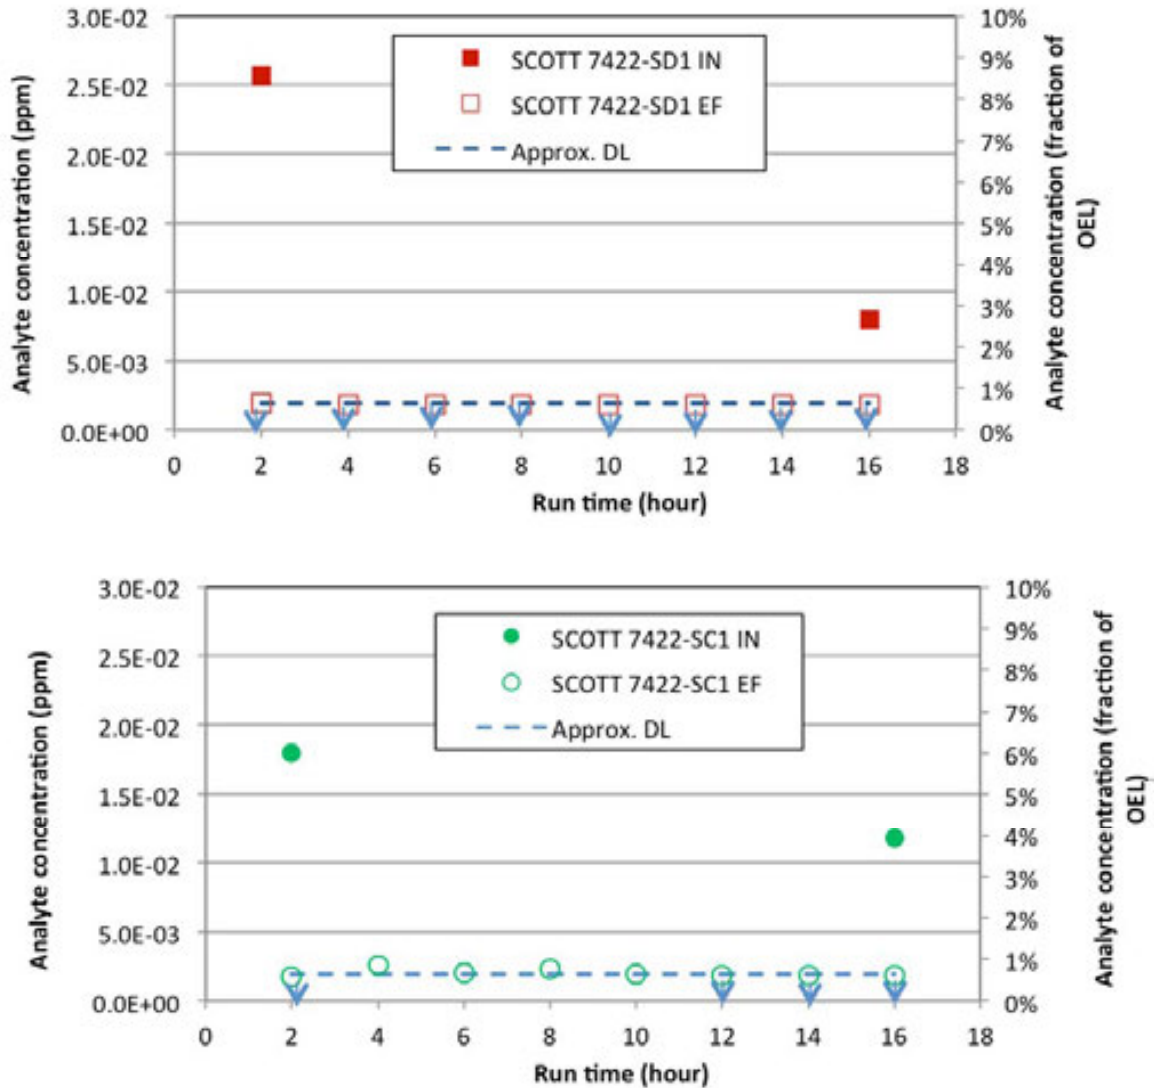 3.0E-02
2.5E-02
2.0E-02
1.5E-02
1.0E-02
5.0E-03
0.0E+00
Analyte concentration (ppm)
SCOTT 7422-SD1 IN
SCOTT 7422-SD1 EF
Approx. DL
10%
9%
8%
7%
6%
5%
4%
3%
2%
1%
0%
Analyte concentration (fraction of
OEL)
0 2 4 6 8 10 12 14 16 18
Run time (hour)
3.0E-02
2.5E-02
2.0E-02
1.5E-02
1.0E-02
5.0E-03
0.0E+00
Analyte concentration (ppm)
SCOTT 7422-SC1 IN
SCOTT 7422-SC1 EF
Approx. DL
10%
9%
8%
7%
6%
5%
4%
3%
2%
1%
0%
Analyte concentration (fraction of
OEL)
0 2 4 6 8 10 12 14 16 18
Run time (hour)